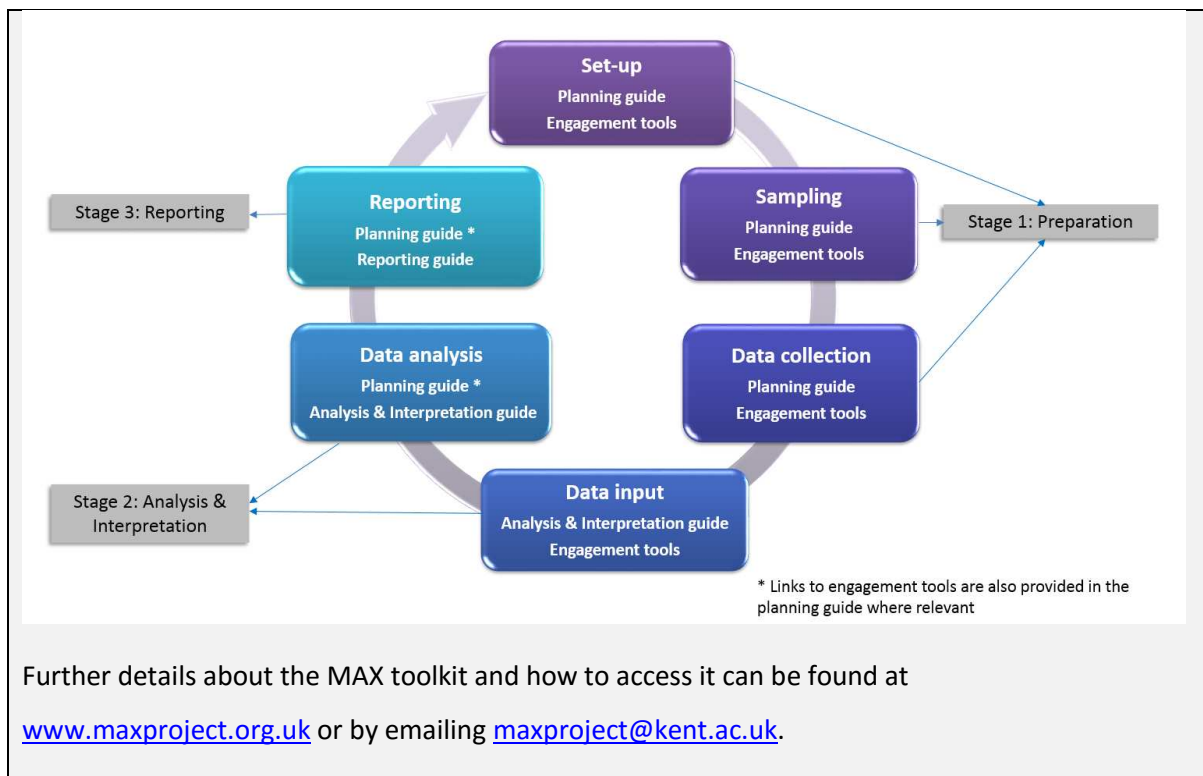 Set-up
Planning guide
Engagement tools
Sampling
Planning guide
Engagement tools
Stage 1: Preparation
Data collection
Planning guide
Engagement tools
Data input
Analysis & Interpretation guide
Engagement tools
Stage 2: Analysis &
Interpretation
Data analysis
Planning guide *
Analysis & Interpretation guide
Reporting
Planning guide *
Reporting guide
Stage 3: Reporting
* Links to engagement tools are also provided in the
planning guide where relevant
Further details about the MAX toolkit and how to access it can be found at
www.maxproject.org.uk or by emailing maxproject@kent.ac.uk.